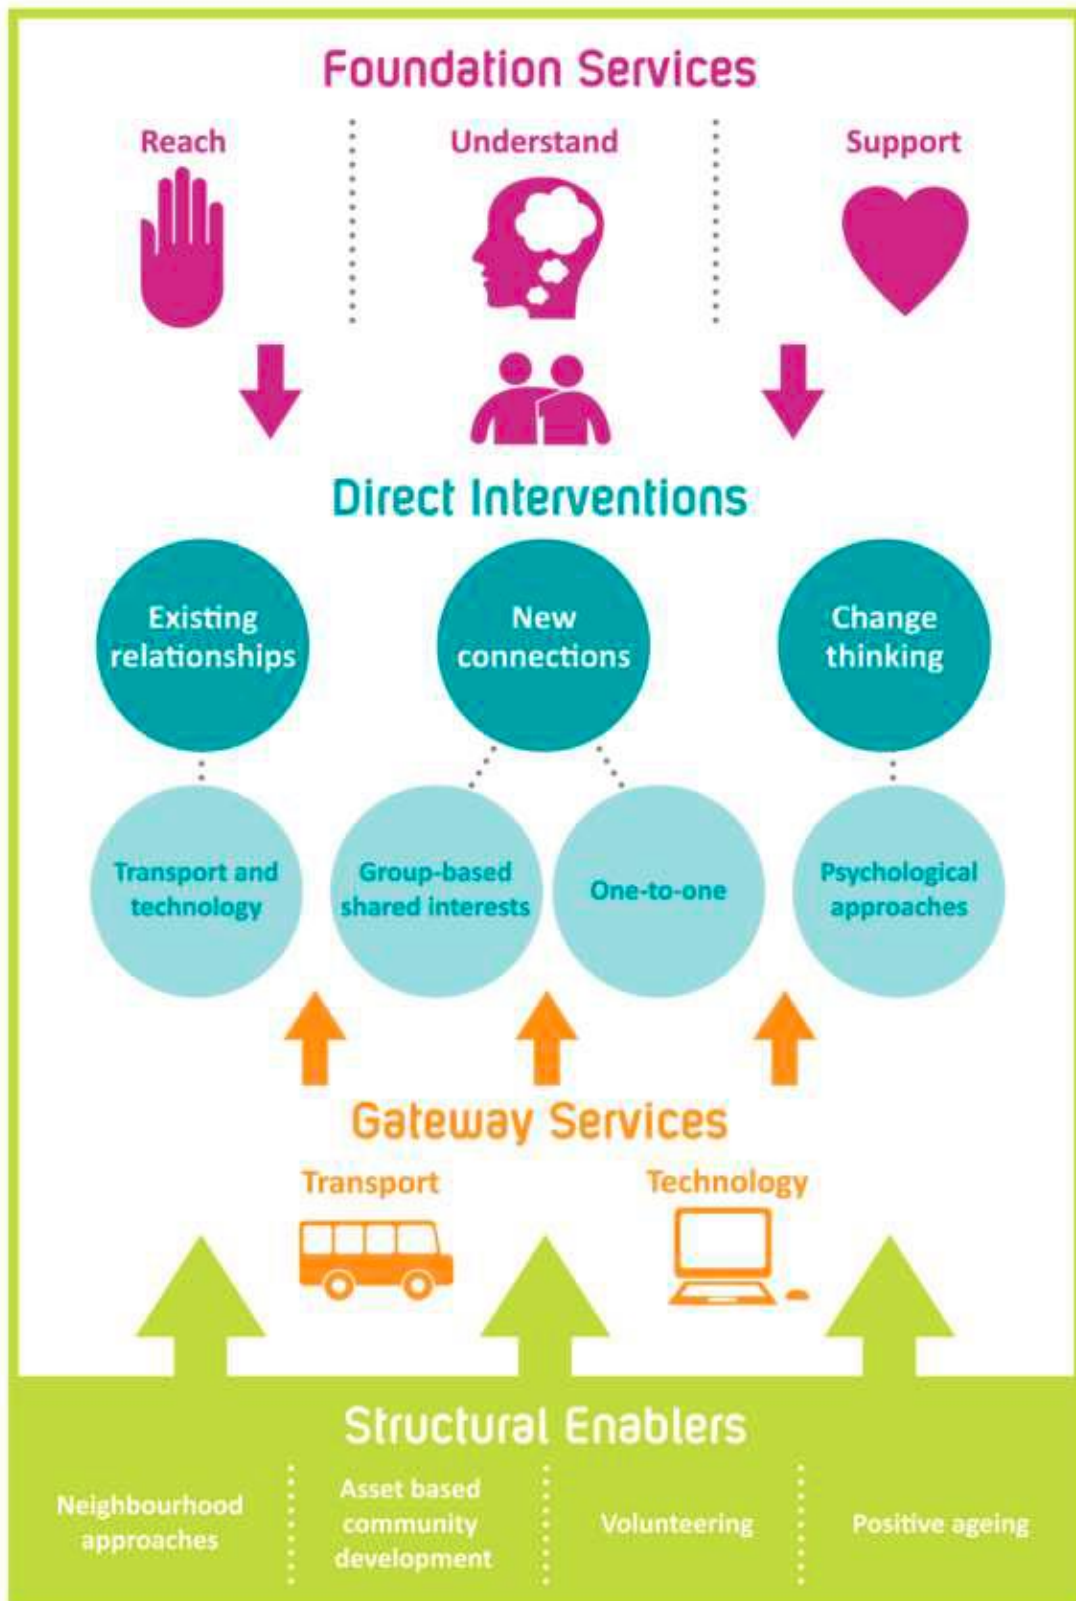 Foundation Services
Reach
Understand
Support
Direct Interventions
Existing
relationships
New
connections
Change
thinking
Transport and
technology
Group-based
shared interests
One-to-one
Psychological
approaches
Gateway Services
Transport
Technology
Structural Enablers
Neighbourhood
approaches
Asset based
community
development
Volunteering
Positive ageing